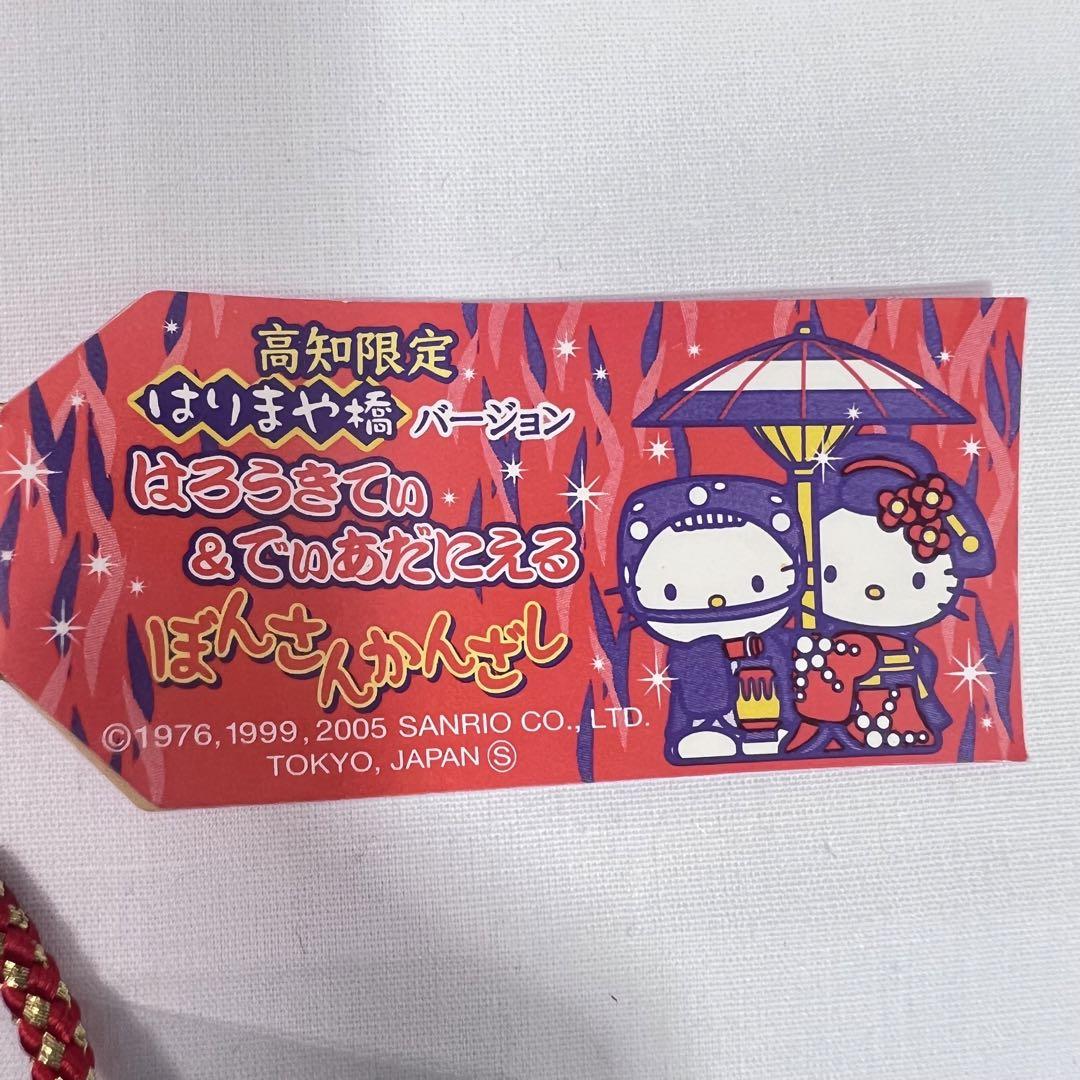 高知限定
はりまや橋 バージョン
はろうきてぃ
&でぃあだにえる
ぼんさんかんざし
©1976,1999,2005 SANRIO CO., LTD.
TOKYO, JAPAN Ⓢ